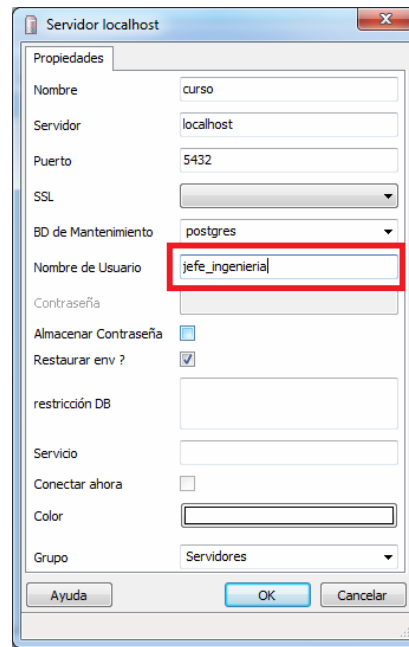 Servidor localhost
Propiedades
Nombre curso
Servidor localhost
Puerto 5432
SSL
BD de Mantenimiento postgres
Nombre de Usuario jefe_ingenieria
Contraseña
Almacenar Contraseña
Restaurar env ?
restricción DB
Servicio
Conectar ahora
Color
Grupo Servidores
Ayuda OK Cancelar